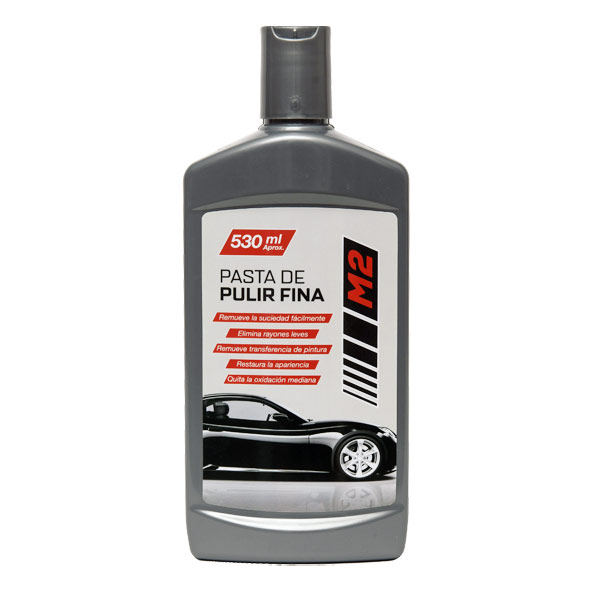 530 ml
Aprox.
PASTA DE
PULIR FINA
M2
Remueve la suciedad fácilmente
Elimina rayones leves
Remueve transferencia de pintura
Restaura la apariencia
Quita la oxidación mediana